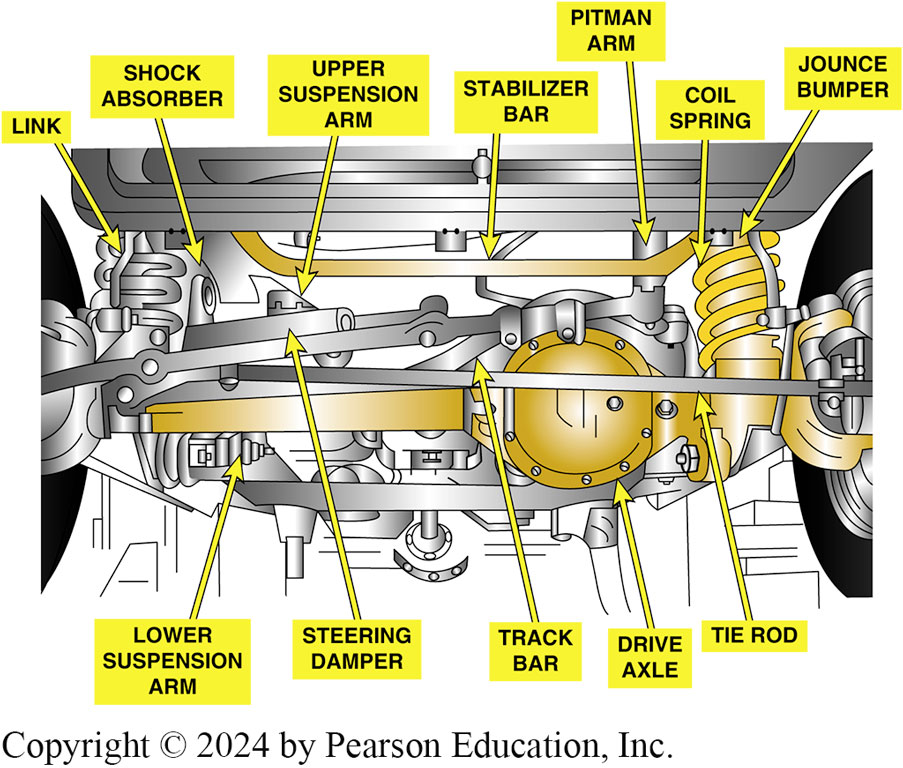 PITMAN
ARM
JOUNCE
BUMPER
UPPER
SUSPENSION
ARM
SHOCK
ABSORBER
STABILIZER
BAR
COIL
SPRING
LINK
LOWER
SUSPENSION
ARM
STEERING
DAMPER
TRACK
BAR
DRIVE
AXLE
TIE ROD
Copyright © 2024 by Pearson Education, Inc.